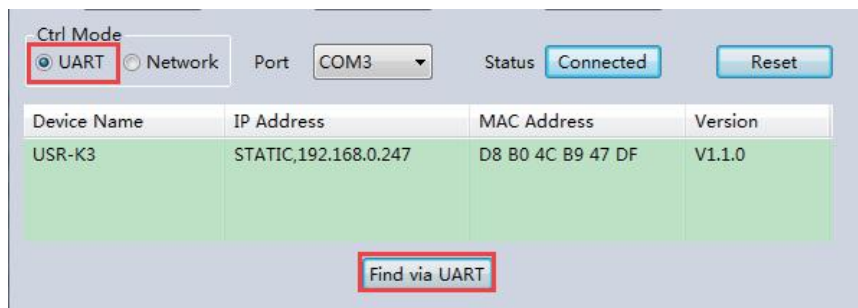 Ctrl Mode
UART Network Port COM3 Status Connected Reset
Device Name IP Address MAC Address Version
USR-K3 STATIC,192.168.0.247 D8 B0 4C B9 47 DF V1.1.0
Find via UART